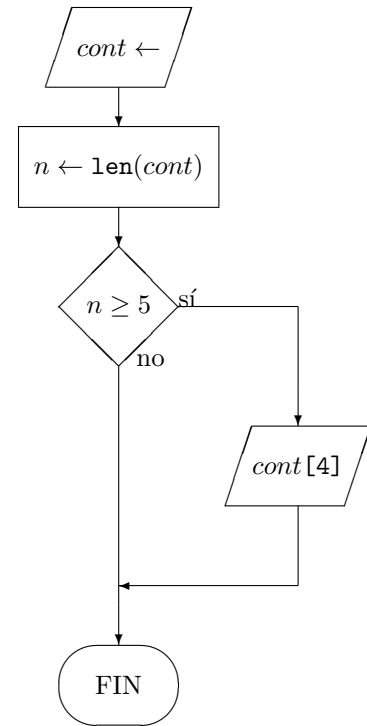 cont ←
n ← len(cont)
n ≥ 5
sí
no
cont[4]
FIN